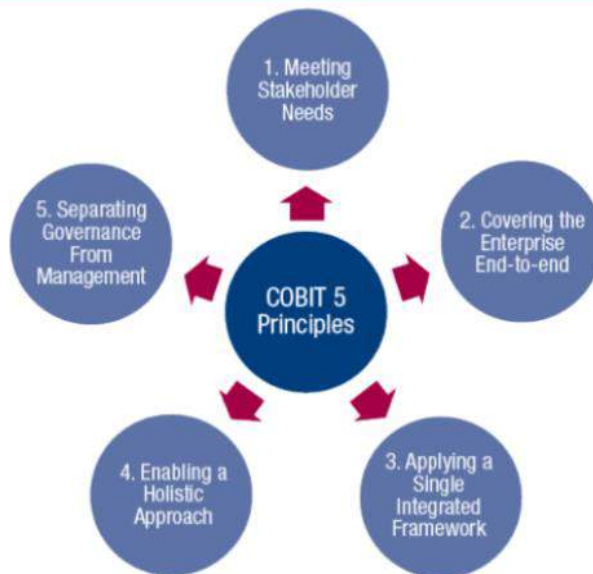 1. Meeting
Stakeholder
Needs
5. Separating
Governance
From
Management
2. Covering the
Enterprise
End-to-end
COBIT 5
Principles
4. Enabling a
Holistic
Approach
3. Applying a
Single
Integrated
Framework